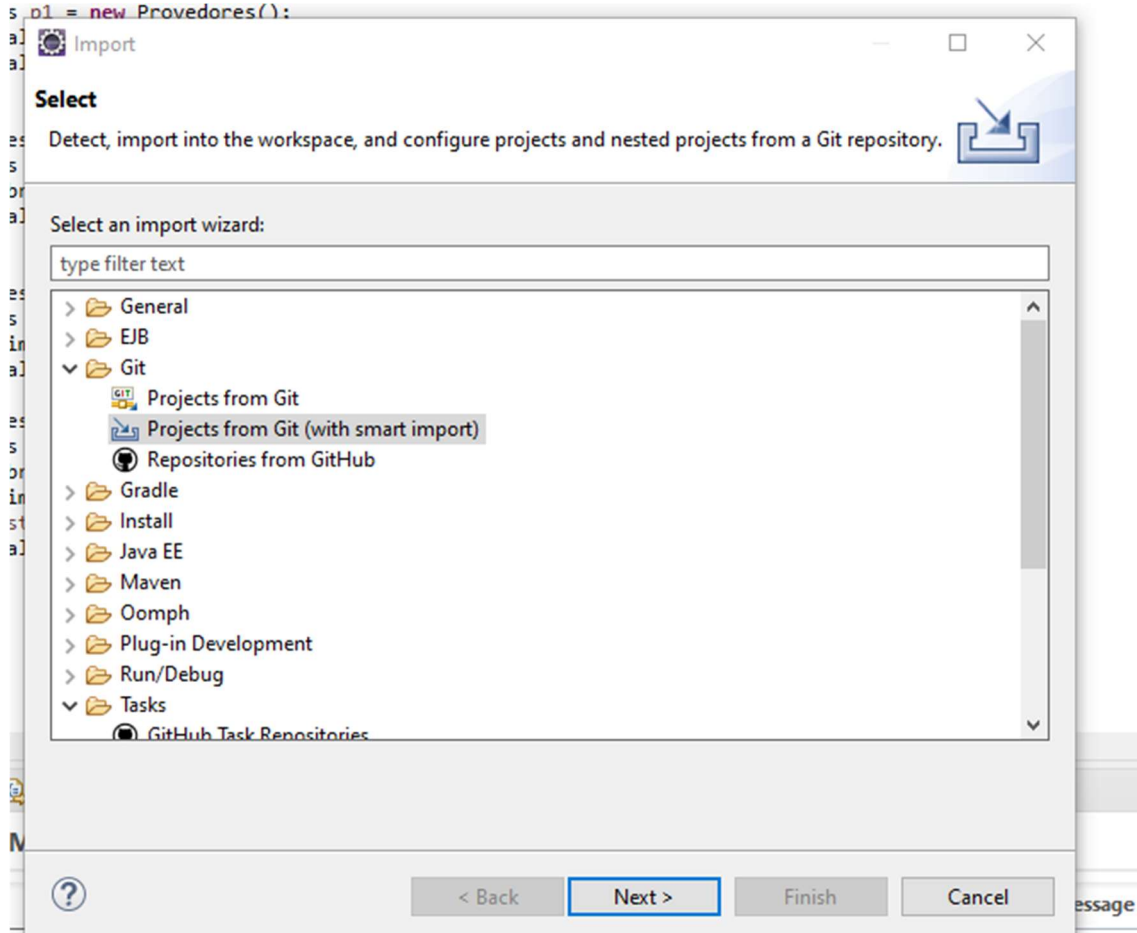 s p1 = new Provedores();
Import
Select
Detect, import into the workspace, and configure projects and nested projects from a Git repository.
Select an import wizard:
type filter text
General
EJB
Git
Projects from Git
Projects from Git (with smart import)
Repositories from GitHub
Gradle
Install
Java EE
Maven
Oomph
Plug-in Development
Run/Debug
Tasks
GitHub Task Repositories
< Back
Next >
Finish
Cancel
essage